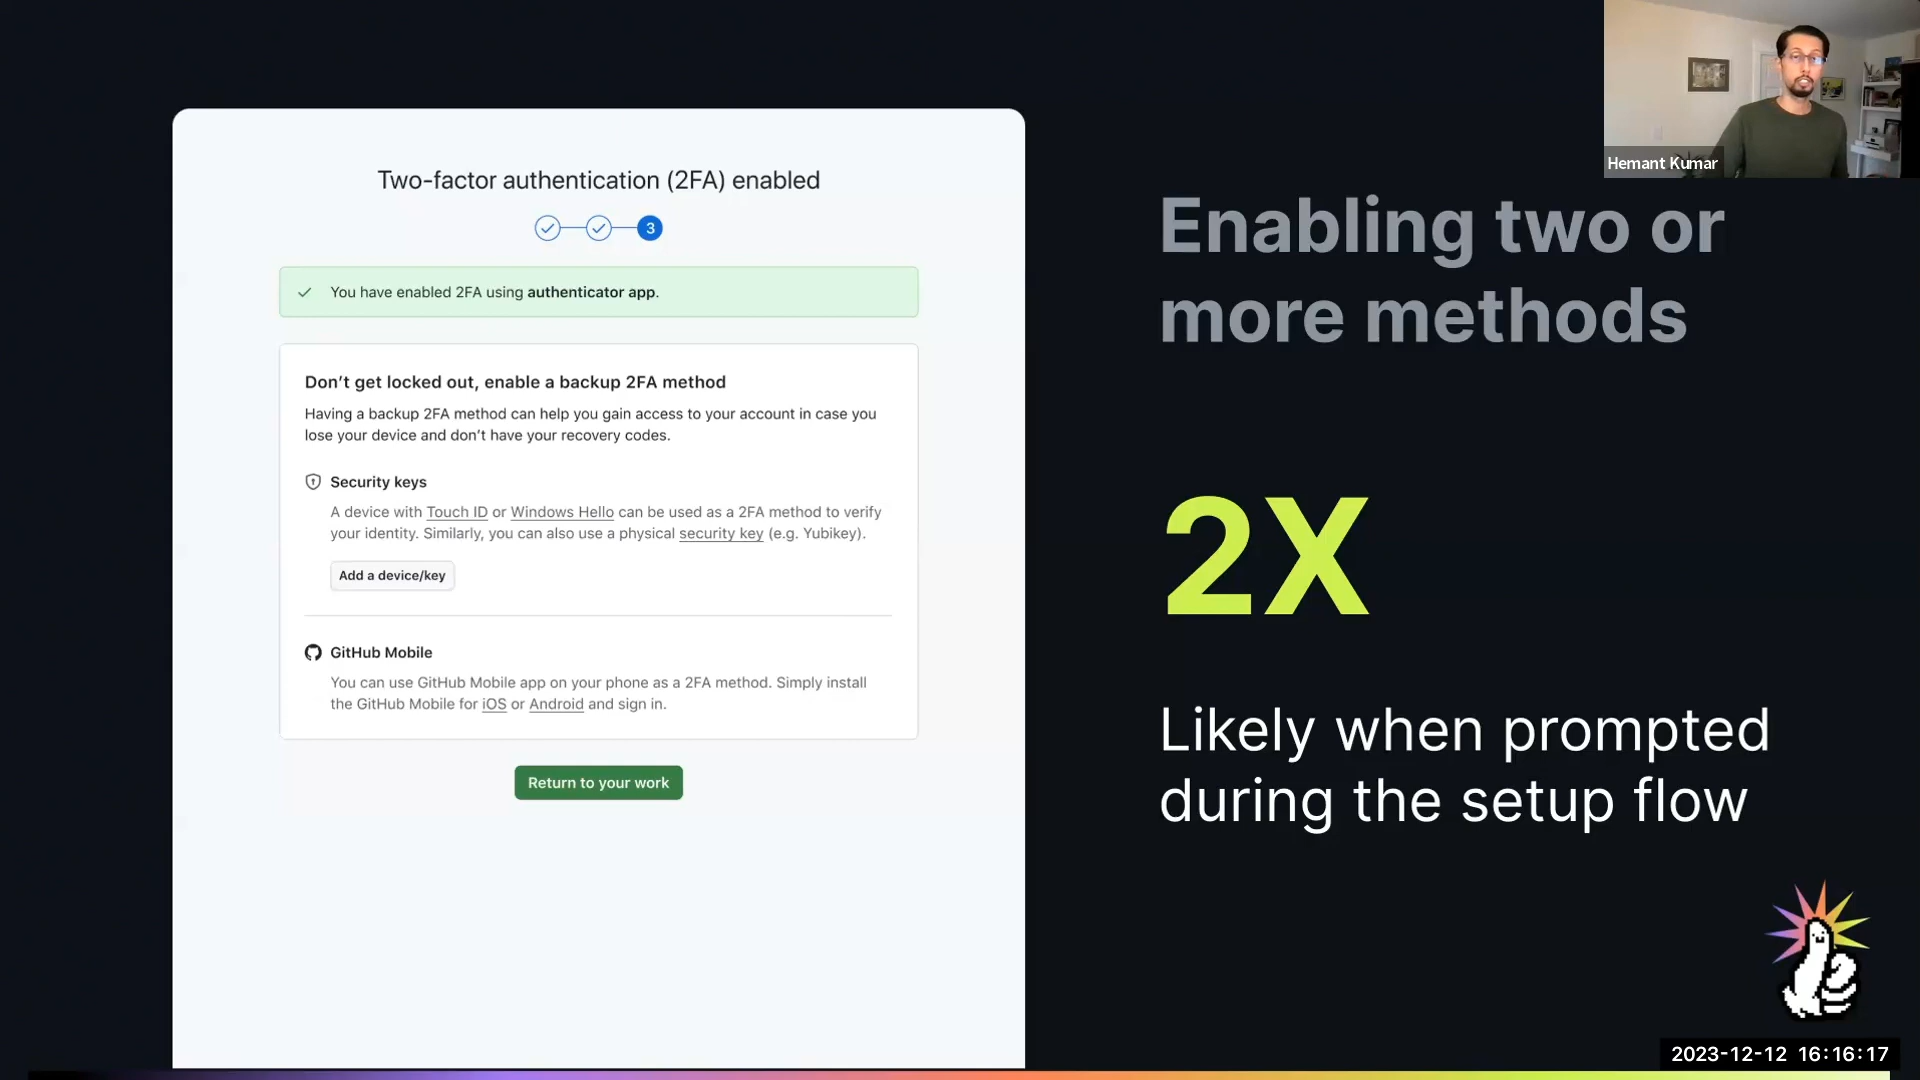 Two-factor authentication (2FA) enabled
3
You have enabled 2FA using authenticator app.
Don’t get locked out, enable a backup 2FA method
Having a backup 2FA method can help you gain access to your account in case you
lose your device and don’t have your recovery codes.
Security keys
A device with Touch ID or Windows Hello can be used as a 2FA method to verify
your identity. Similarly, you can also use a physical security key (e.g. Yubikey).
Add a device/key
GitHub Mobile
You can use GitHub Mobile app on your phone as a 2FA method. Simply install
the GitHub Mobile for iOS or Android and sign in.
Return to your work
Hemant Kumar
Enabling two or
more methods
2X
Likely when prompted
during the setup flow
2023-12-12 16:16:17